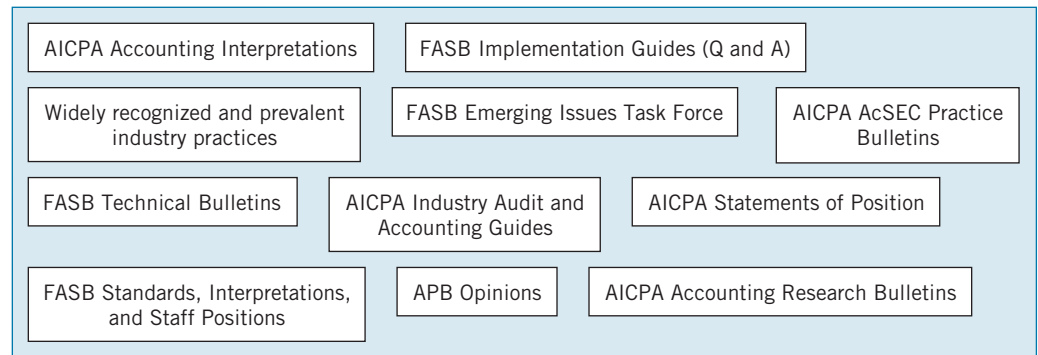 AICPA Accounting Interpretations
FASB Implementation Guides (Q and A)
Widely recognized and prevalent
industry practices
FASB Emerging Issues Task Force
AICPA AcSEC Practice
Bulletins
FASB Technical Bulletins
AICPA Industry Audit and
Accounting Guides
AICPA Statements of Position
FASB Standards, Interpretations,
and Staff Positions
APB Opinions
AICPA Accounting Research Bulletins